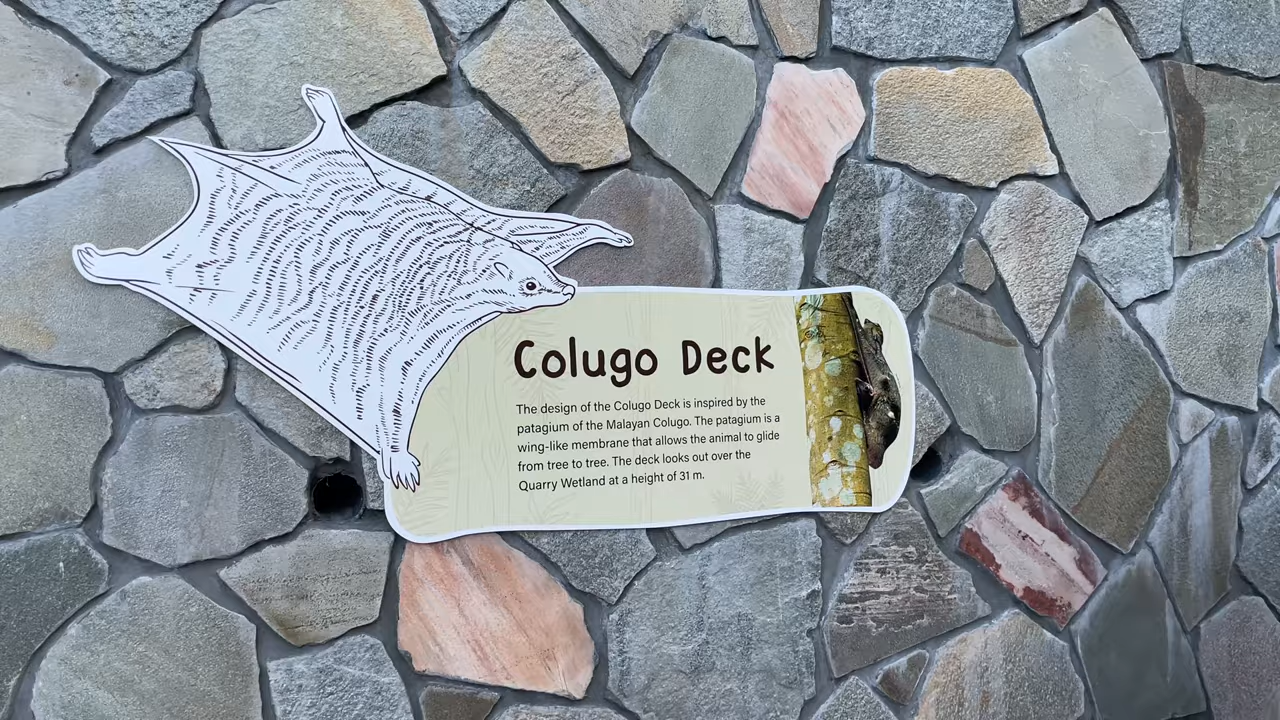 Colugo Deck
The design of the Colugo Deck is inspired by the
patagium of the Malayan Colugo. The patagium is a
wing-like membrane that allows the animal to glide
from tree to tree. The deck looks out over the
Quarry Wetland at a height of 31 m.